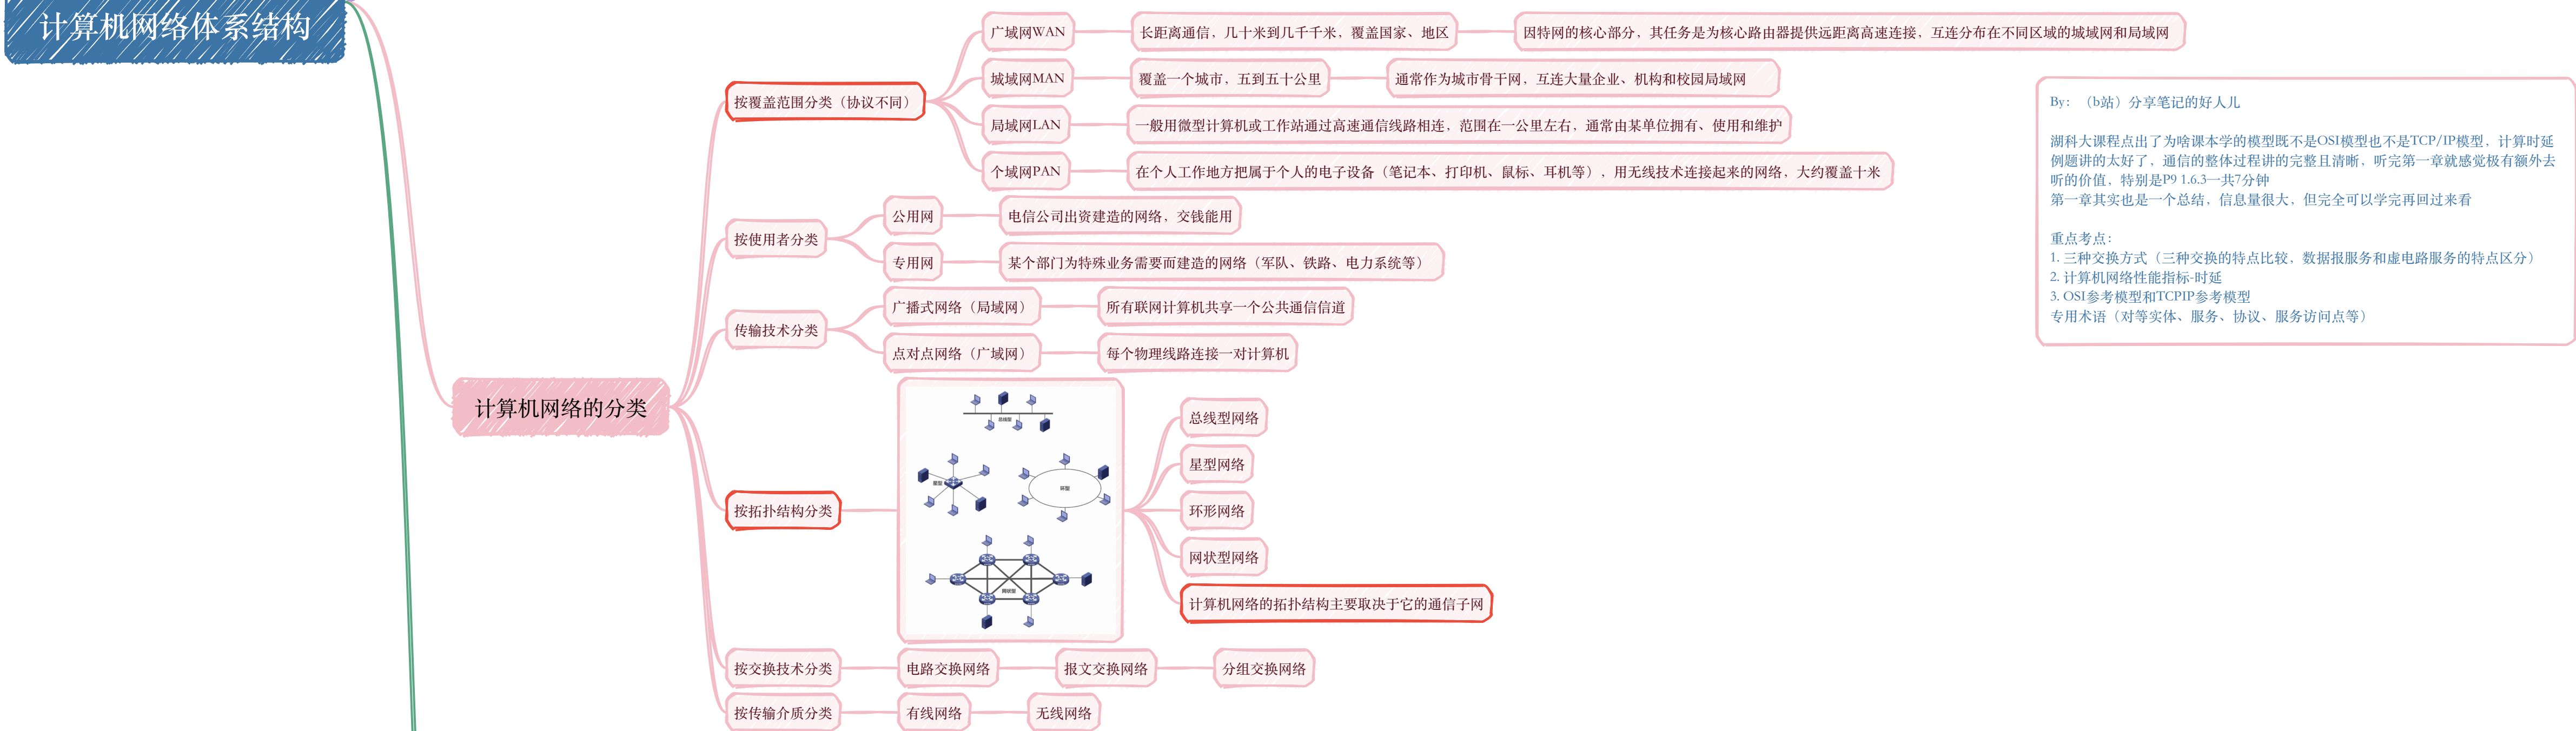 计算机网络体系结构
计算机网络的分类
按覆盖范围分类（协议不同）
广域网WAN
长距离通信，几十米到几千千米，覆盖国家、地区
因特网的核心部分，其任务是为核心路由器提供远距离高速连接，互连分布在不同区域的城域网和局域网
城域网MAN
覆盖一个城市，五到五十公里
通常作为城市骨干网，互连大量企业、机构和校园局域网
局域网LAN
一般用微型计算机或工作站通过高速通信线路相连，范围在一公里左右，通常由某单位拥有、使用和维护
个域网PAN
在个人工作地方把属于个人的电子设备（笔记本、打印机、鼠标、耳机等），用无线技术连接起来的网络，大约覆盖十米
按使用者分类
公用网
电信公司出资建造的网络，交钱能用
专用网
某个部门为特殊业务需要而建造的网络（军队、铁路、电力系统等）
传输技术分类
广播式网络（局域网）
所有联网计算机共享一个公共通信信道
点对点网络（广域网）
每个物理线路连接一对计算机
按拓扑结构分类
总线型
星型
环型
网状型
总线型网络
星型网络
环形网络
网状型网络
计算机网络的拓扑结构主要取决于它的通信子网
按交换技术分类
电路交换网络
报文交换网络
分组交换网络
按传输介质分类
有线网络
无线网络
By：（b站）分享笔记的好人儿
湖科大课程点出了为啥课本学的模型既不是OSI模型也不是TCP/IP模型，计算时延
例题讲的太好了，通信的整体过程讲的完整且清晰，听完第一章就感觉极有额外去
听的价值，特别是P9 1.6.3一共7分钟
第一章其实也是一个总结，信息量很大，但完全可以学完再回过来看
重点考点：
1. 三种交换方式（三种交换的特点比较，数据报服务和虚电路服务的特点区分）
2. 计算机网络性能指标-时延
3. OSI参考模型和TCPIP参考模型
专用术语（对等实体、服务、协议、服务访问点等）